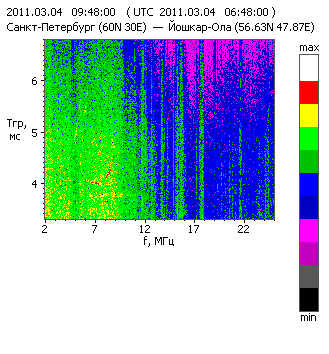 2011.03.04 09:48:00 ( UTC 2011.03.04 06:48:00 )
Санкт-Петербург (60N 30E) — Йошкар-Ола (56.63N 47.87E)
max
6
Tгр,
мс
5
4
2 7 12 17 22
f, МГц
min